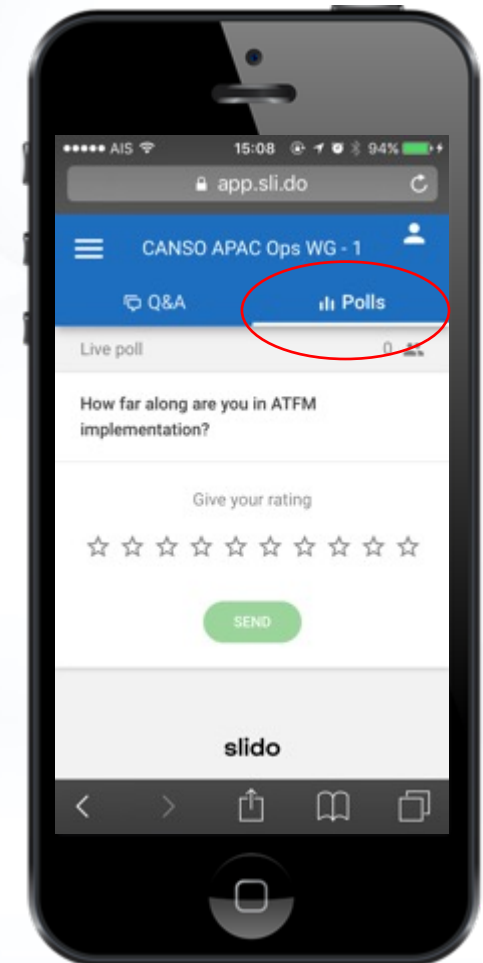 AIS 15:08 94%
app.sli.do
CANSO APAC Ops WG - 1
Q&A Polls
Live poll 0
How far along are you in ATFM
implementation?
Give your rating
SEND
slido